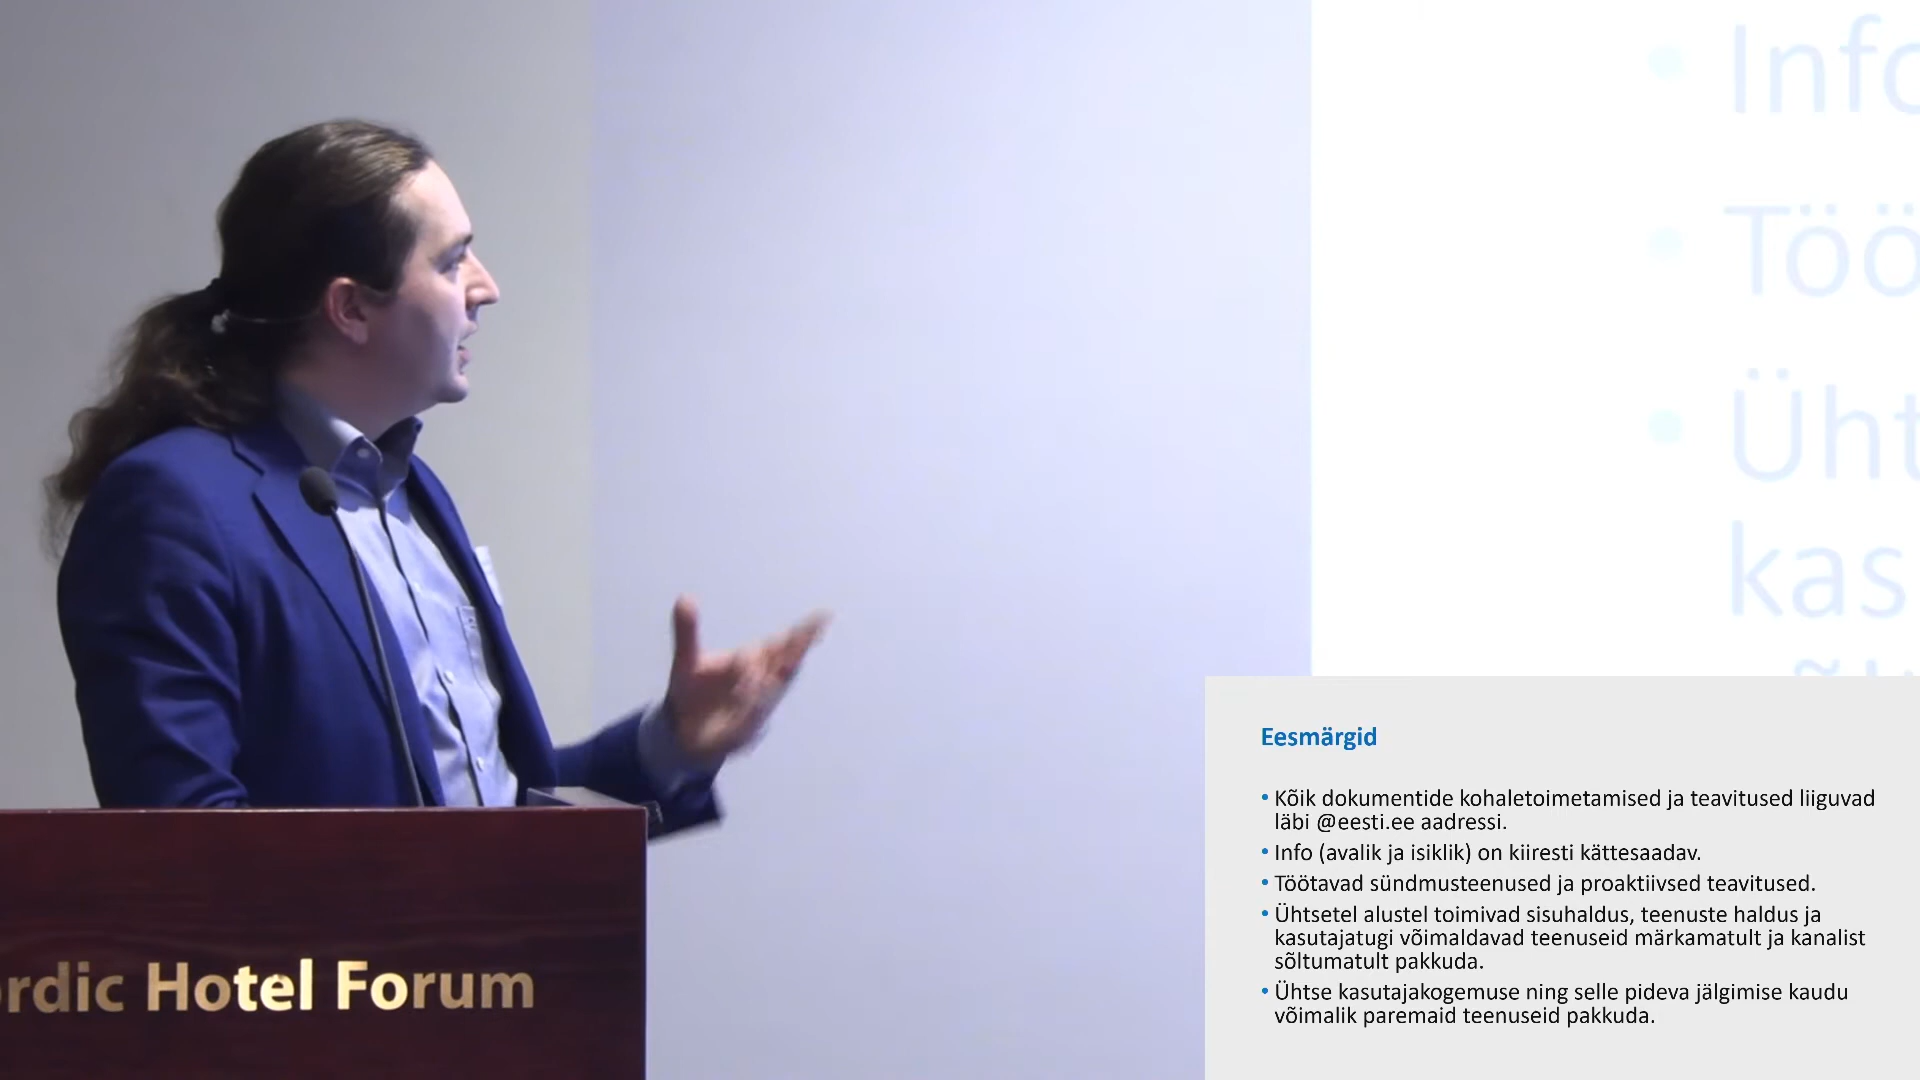 Info
Töö
Üht
kas
Eesmärgid
• Kõik dokumentide kohaletoimetamised ja teavitused liiguvad
läbi @eesti.ee aadressi.
• Info (avalik ja isiklik) on kiiresti kättesaadav.
• Töötavad sündmusteenused ja proaktiivsed teavitused.
• Ühtsetel alustel toimivad sisuhaldus, teenuste haldus ja
kasutajatugi võimaldavad teenuseid märkamatult ja kanalist
sõltumatult pakkuda.
• Ühtse kasutajakogemuse ning selle pideva jälgimise kaudu
võimalik paremaid teenuseid pakkuda.
rdic Hotel Forum